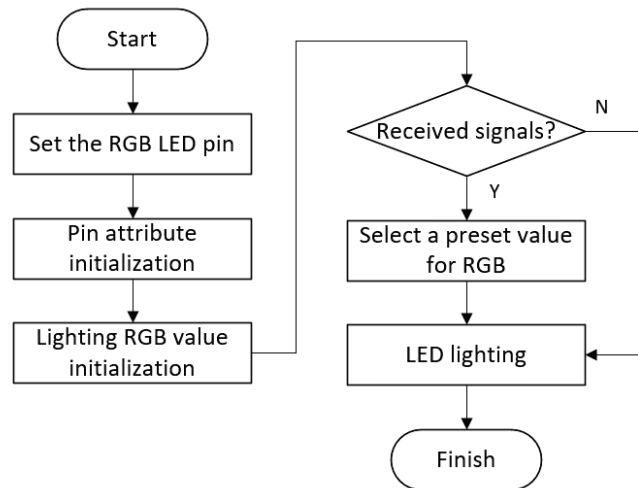 Start
Set the RGB LED pin
Pin attribute
initialization
Lighting RGB value
initialization
Received signals?
N
Y
Select a preset value
for RGB
LED lighting
Finish